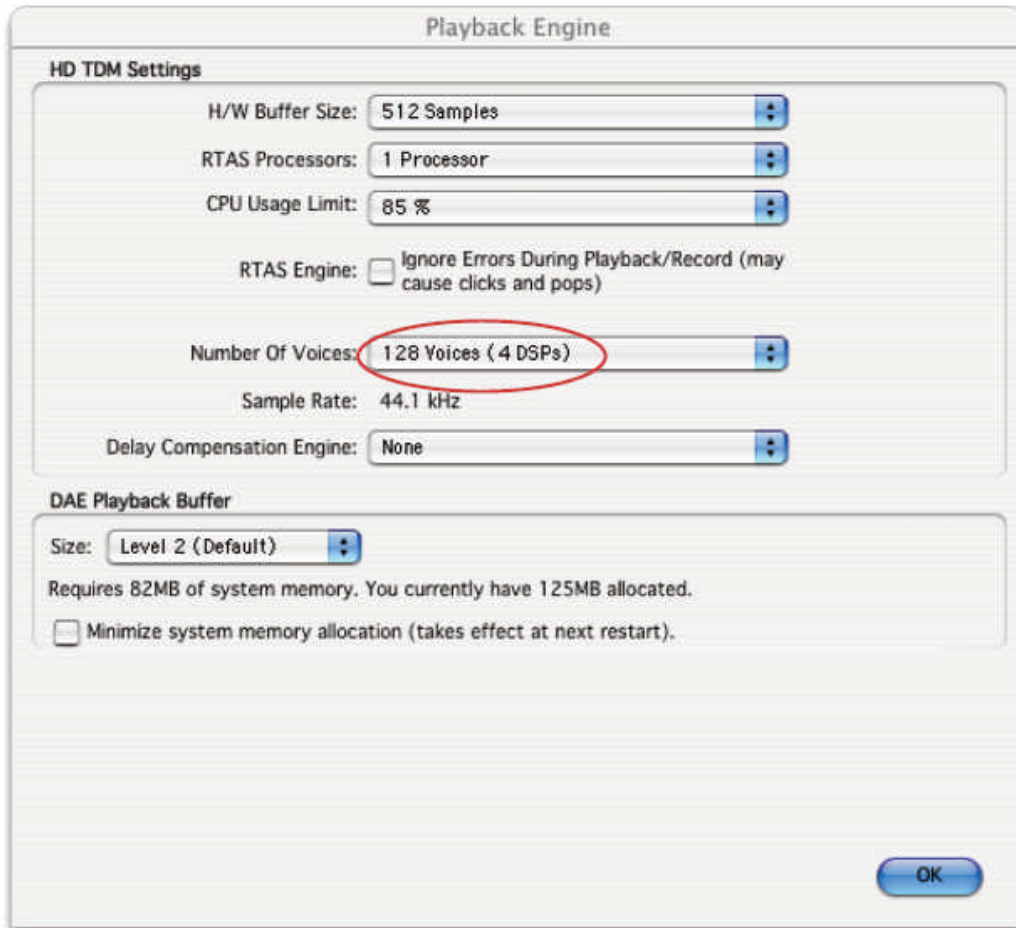 Playback Engine
HD TDM Settings
H/W Buffer Size: 512 Samples
RTAS Processors: 1 Processor
CPU Usage Limit: 85 %
RTAS Engine: Ignore Errors During Playback/Record (may
cause clicks and pops)
Number Of Voices: 128 Voices (4 DSPs)
Sample Rate: 44.1 kHz
Delay Compensation Engine: None
DAE Playback Buffer
Size: Level 2 (Default)
Requires 82MB of system memory. You currently have 125MB allocated.
Minimize system memory allocation (takes effect at next restart).
OK